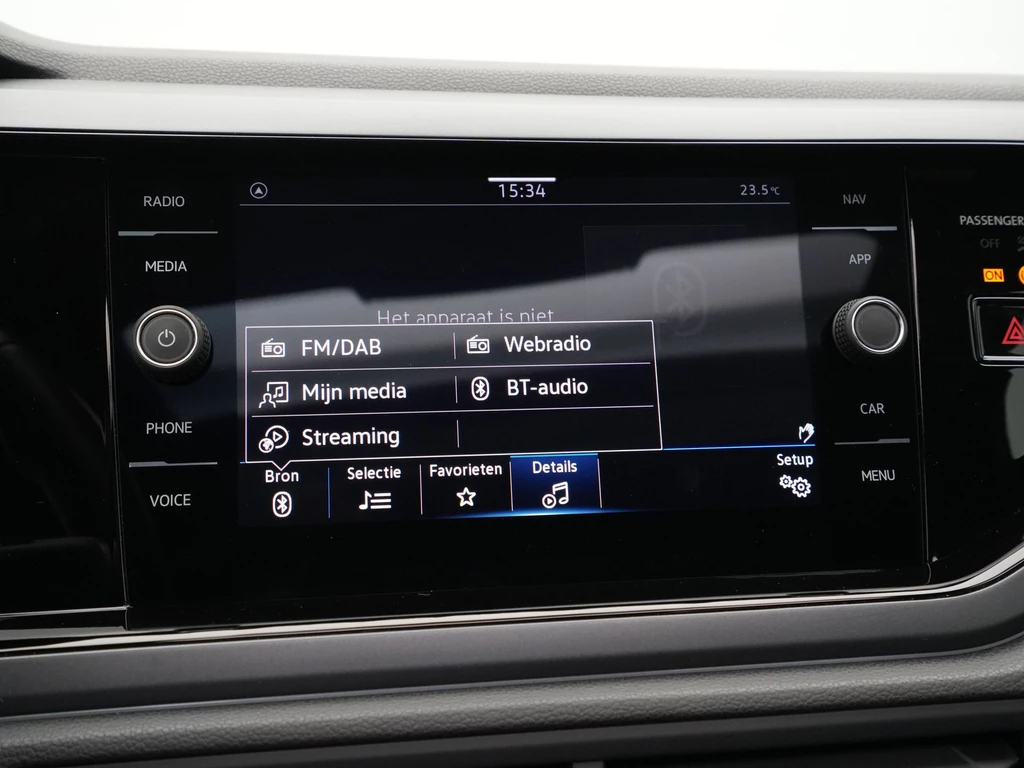 RADIO
MEDIA
PHONE
VOICE
15:34
23.5°C
Het apparaat is niet
FM/DAB
Webradio
Mijn media
BT-audio
Streaming
Bron
Selectie
Favorieten
Details
Setup
NAV
APP
CAR
MENU
PASSENGER
OFF
ON